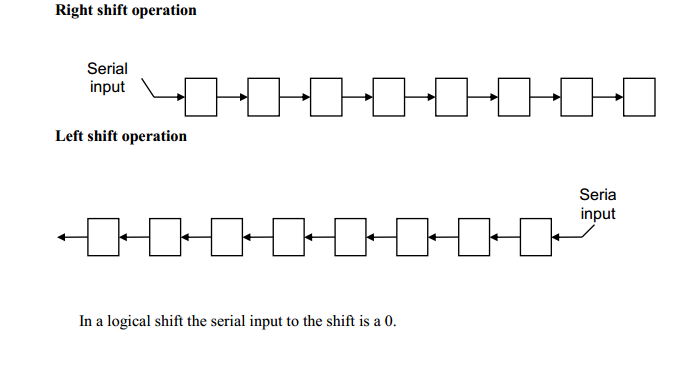 Right shift operation
Serial
input
Left shift operation
Seria
input
In a logical shift the serial input to the shift is a 0.